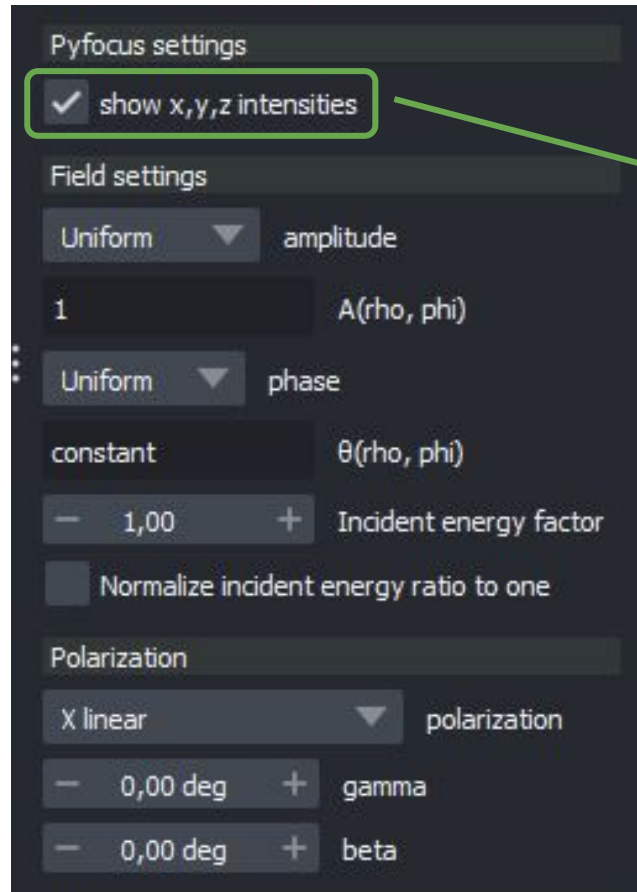 Pyfocus settings
show x,y,z intensities
Field settings
Uniform amplitude
1 A(rho, phi)
Uniform phase
constant θ(rho, phi)
− 1,00 + Incident energy factor
Normalize incident energy ratio to one
Polarization
X linear polarization
− 0,00 deg + gamma
− 0,00 deg + beta